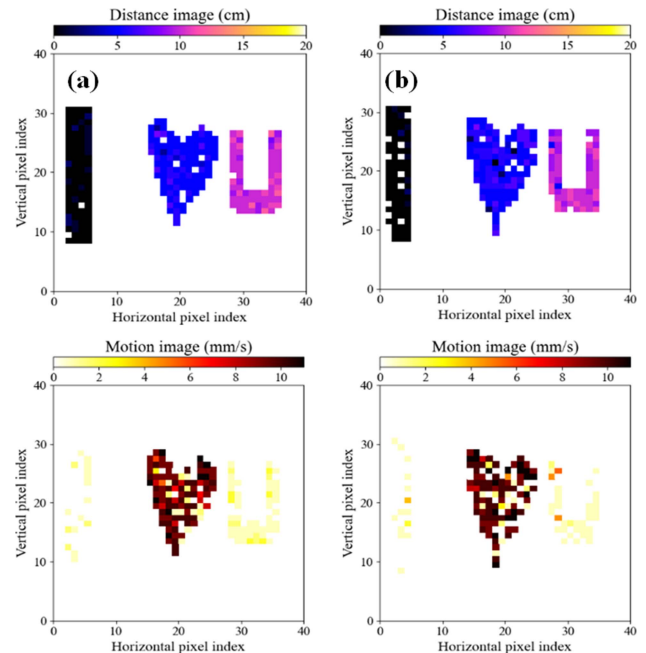 Distance image (cm)
0 5 10 15 20
(a)
40
30
20
10
0
Vertical pixel index
0 10 20 30 40
Horizontal pixel index
Distance image (cm)
0 5 10 15 20
(b)
40
30
20
10
0
Vertical pixel index
0 10 20 30 40
Horizontal pixel index
Motion image (mm/s)
0 2 4 6 8 10
40
30
20
10
0
Vertical pixel index
0 10 20 30 40
Horizontal pixel index
Motion image (mm/s)
0 2 4 6 8 10
40
30
20
10
0
Vertical pixel index
0 10 20 30 40
Horizontal pixel index